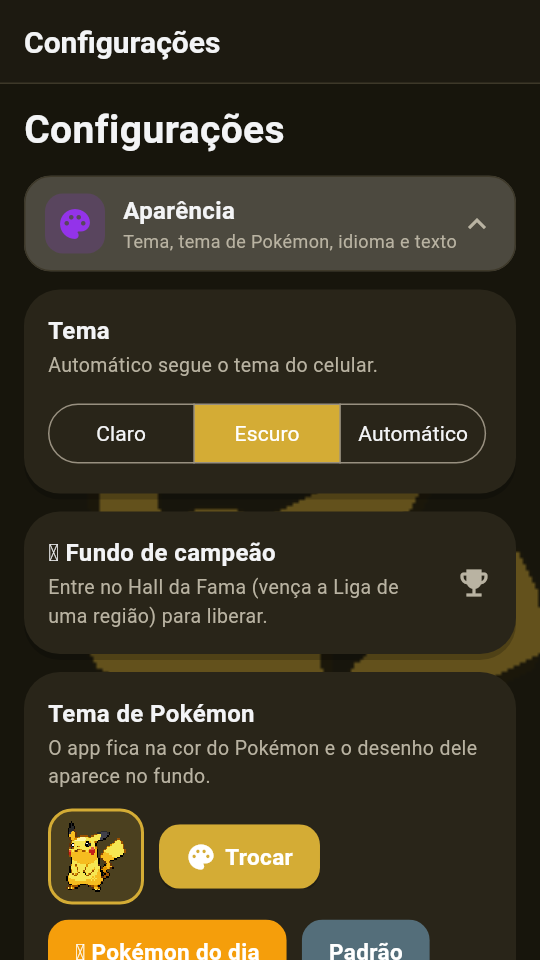 Configurações
Configurações
Aparência
Tema, tema de Pokémon, idioma e texto
Tema
Automático segue o tema do celular.
Claro
Escuro
Automático
Fundo de campeão
Entre no Hall da Fama (vença a Liga de
uma região) para liberar.
Tema de Pokémon
O app fica na cor do Pokémon e o desenho dele
aparece no fundo.
Trocar
Pokémon do dia
Padrão